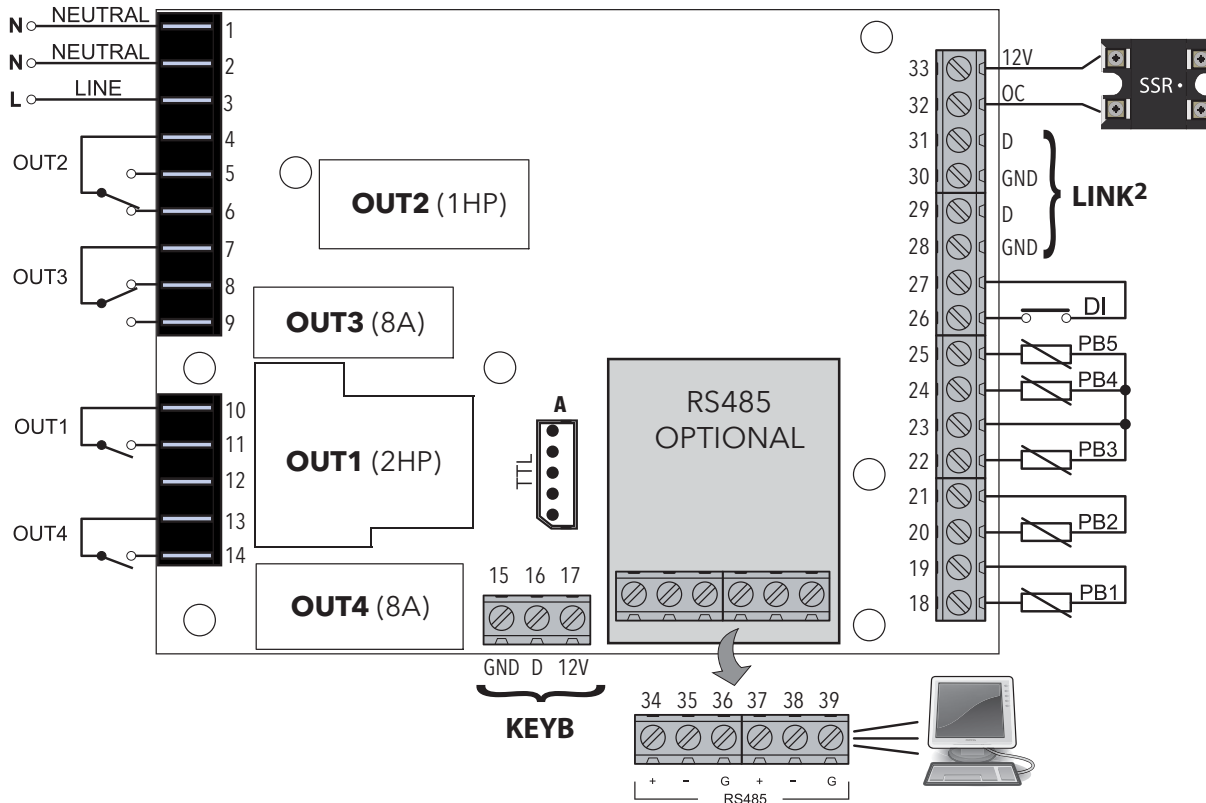 N NEUTRAL
N NEUTRAL
L LINE
OUT2
OUT3
OUT1
OUT4
1
2
3
4
5
6
7
8
9
10
11
12
13
14
OUT2 (1HP)
OUT3 (8A)
OUT1 (2HP)
OUT4 (8A)
A
TTL
RS485
OPTIONAL
15 16 17
GND D 12V
KEYB
34 35 36 37 38 39
+ - G + - G
RS485
33 12V
32 OC
31 D
30 GND
29 D
28 GND
LINK2
SSR
27
26 DI
25 PB5
24 PB4
23
22 PB3
21
20 PB2
19
18 PB1